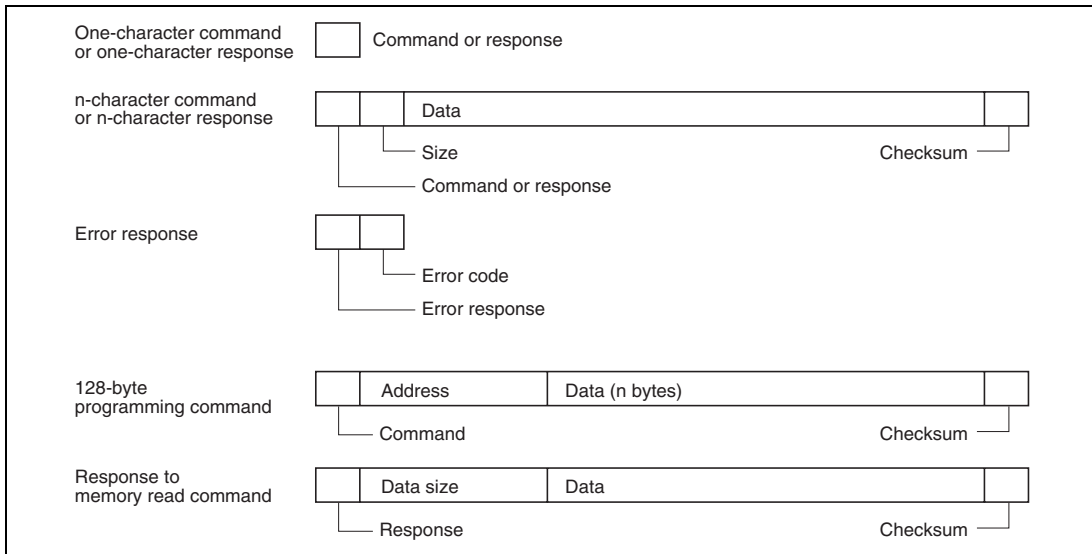 One-character command
or one-character response
Command or response
n-character command
or n-character response
Data
Size
Checksum
Command or response
Error response
Error code
Error response
128-byte
programming command
Address
Data (n bytes)
Command
Checksum
Response to
memory read command
Data size
Data
Response
Checksum